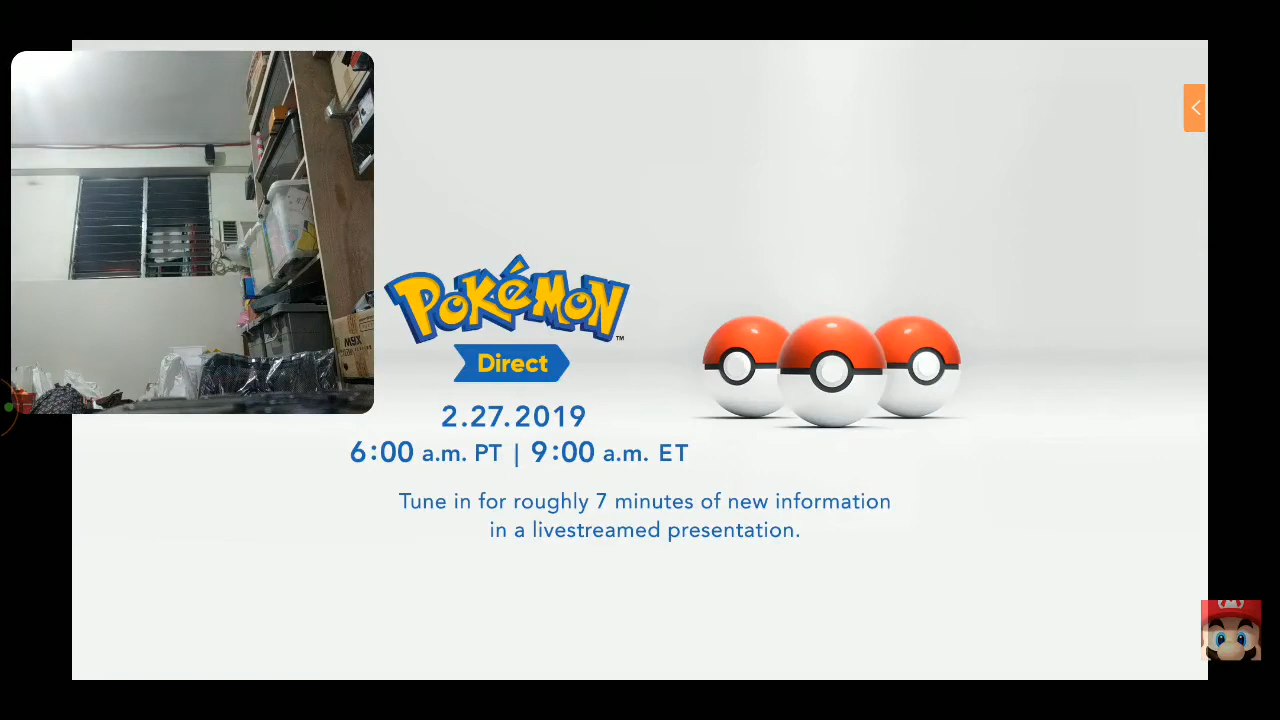 POKéMON™
Direct
2.27.2019
6:00 a.m. PT | 9:00 a.m. ET
Tune in for roughly 7 minutes of new information
in a livestreamed presentation.